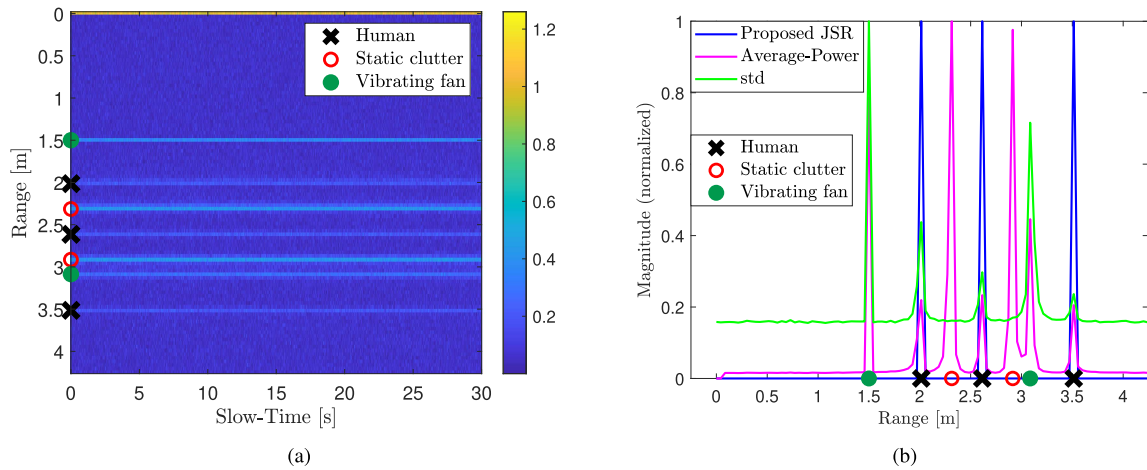 0
0.5
1
1.5
2
2.5
3
3.5
4
Range [m]
0
5
10
15
20
25
30
Slow-Time [s]
Human
Static clutter
Vibrating fan
1.2
1
0.8
0.6
0.4
0.2
(a)
1
0.8
0.6
0.4
0.2
0
Magnitude (normalized)
Proposed JSR
Average-Power
std
Human
Static clutter
Vibrating fan
0
0.5
1
1.5
2
2.5
3
3.5
4
Range [m]
(b)